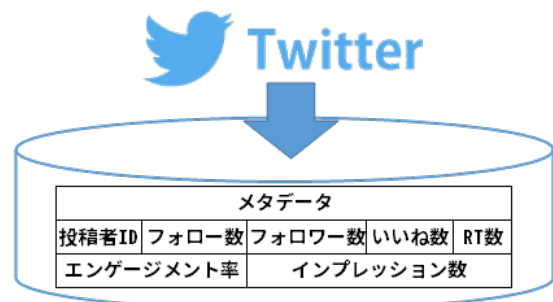 Twitter
メタデータ
投稿者ID フォロー数 フォロワー数 いいね数 RT数
エンゲージメント率 インプレッション数